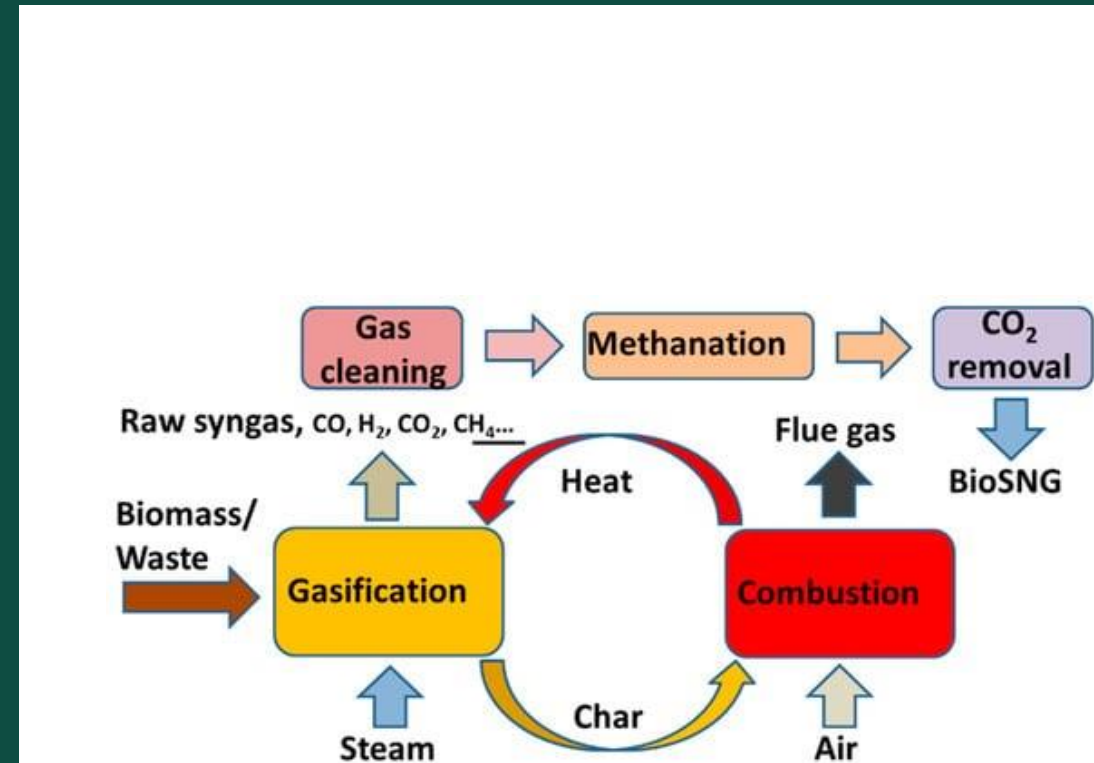 Gas
cleaning
Methanation
CO₂
removal
Raw syngas, CO, H₂, CO₂, CH₄...
Flue gas
Heat
BioSNG
Biomass/
Waste
Gasification
Combustion
Char
Steam
Air